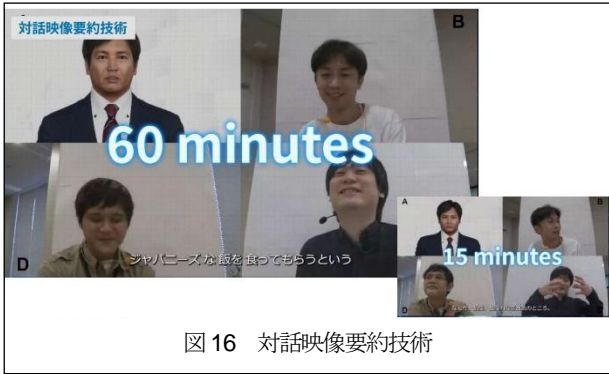 対話映像要約技術
B
60 minutes
D
ジャパニーズな飯を食ってもらうという
A
B
15 minutes
D
図 16 対話映像要約技術